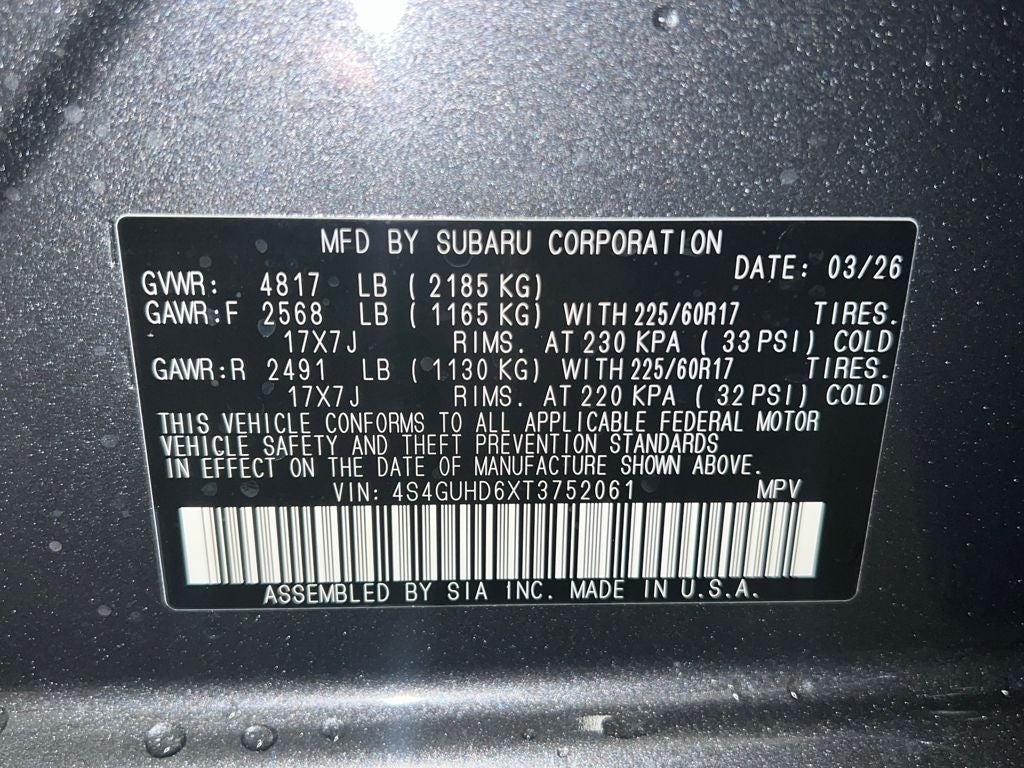 MFD BY SUBARU CORPORATION
DATE: 03/26
GVWR: 4817 LB ( 2185 KG)
GAWR:F 2568 LB ( 1165 KG) WITH 225/60R17 TIRES.
17X7J RIMS. AT 230 KPA ( 33 PSI) COLD
GAWR:R 2491 LB ( 1130 KG) WITH 225/60R17 TIRES.
17X7J RIMS. AT 220 KPA ( 32 PSI) COLD
THIS VEHICLE CONFORMS TO ALL APPLICABLE FEDERAL MOTOR
VEHICLE SAFETY AND THEFT PREVENTION STANDARDS
IN EFFECT ON THE DATE OF MANUFACTURE SHOWN ABOVE.
VIN: 4S4GUHD6XT3752061 MPV
ASSEMBLED BY SIA INC. MADE IN U.S.A.